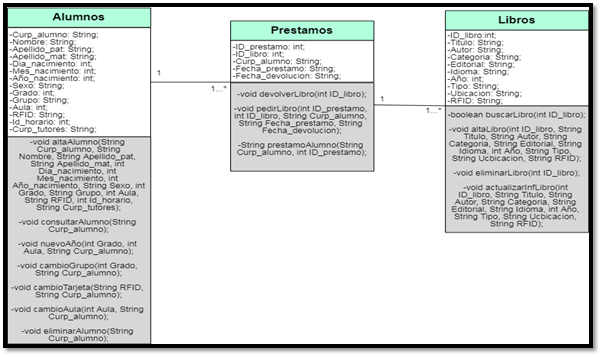 Alumnos
-Curp_alumno: String;
-Nombre: String;
-Apellido_pat: String;
-Apellido_mat: String;
Dia_nacimiento: int;
Mes_nacimiento: int;
Año_nacimiento: int;
-Sexo: String;
-Grado: int;
-Grupo: String;
-Aula: int;
-RFID: String;
-Id_horario: int;
-Curp_tutores: String;
-void altaAlumno(String
Curp_alumno, String
Nombre, String Apellido_pat,
String Apellido_mat, int
Dia_nacimiento, int
Mes_nacimiento, int
Año_nacimiento, String Sexo, int
Grado, String Grupo, int Aula,
String RFID, int Id_horario,
String Curp_tutores);
-void consultarAlumno(String
Curp_alumno);
-void nuevoAño(int Grado, int
Aula, String Curp_alumno);
-void cambioGrupo(int Grado,
String Curp_alumno);
-void cambioTarjeta(String RFID,
String Curp_alumno);
-void cambioAula(int Aula, String
Curp_alumno);
-void eliminarAlumno(String
Curp_alumno);
1
1...*
Prestamos
-ID_prestamo: int;
-ID_libro: int;
-Curp_alumno: String;
-Fecha_prestamo: String;
-Fecha_devolucion: String;
-void devolverLibro(int ID_libro);
-void pedirLibro(int ID_prestamo,
int ID_libro, String Curp_alumno,
String Fecha_prestamo, String
Fecha_devolucion);
-String prestamoAlumno(String
Curp_alumno, int ID_prestamo);
1
1...*
Libros
-ID_libro:int;
-Titulo: String;
-Autor: String;
-Categoria: String;
-Editorial: String;
-Idioma: String;
-Año: int;
-Tipo: String;
-Ubicacion: String;
-RFID: String;
-boolean buscarLibro(int ID_libro);
-void altaLibro(int ID_libro, String
Titulo, String Autor, String
Categoria, String Editorial, String
Idioma, int Año, String Tipo,
String Ucbicacion, String RFID);
-void eliminarLibro(int ID_libro);
-void actualizarInfLibro(int
ID_libro, String Titulo, String
Autor, String Categoria, String
Editorial, String Idioma, int Año,
String Tipo, String Ucbicacion,
String RFID);